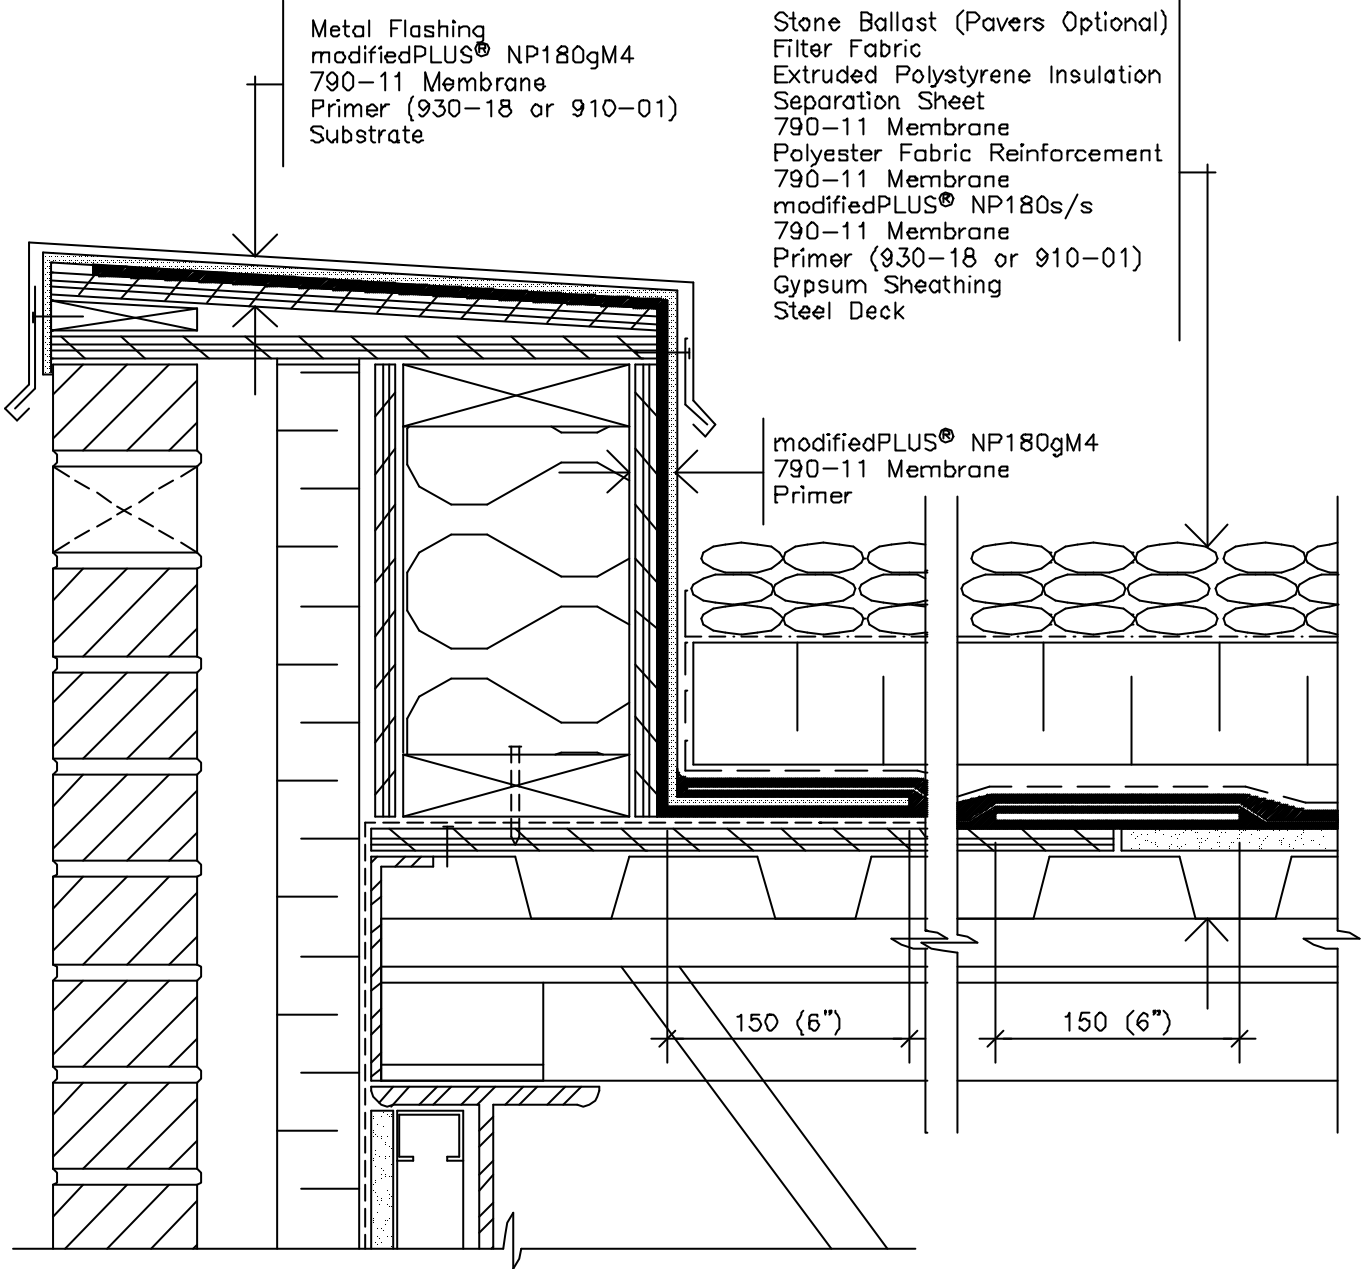 Metal Flashing
modifiedPLUS® NP180gM4
790-11 Membrane
Primer (930-18 or 910-01)
Substrate
Stone Ballast (Pavers Optional)
Filter Fabric
Extruded Polystyrene Insulation
Separation Sheet
790-11 Membrane
Polyester Fabric Reinforcement
790-11 Membrane
modifiedPLUS® NP180s/s
790-11 Membrane
Primer (930-18 or 910-01)
Gypsum Sheathing
Steel Deck
modifiedPLUS® NP180gM4
790-11 Membrane
Primer
150 (6")
150 (6")